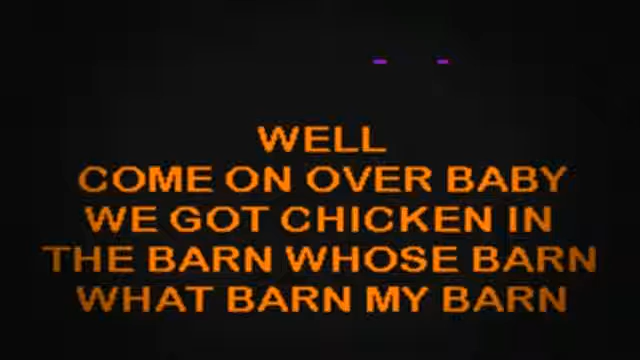 WELL
COME ON OVER BABY
WE GOT CHICKEN IN
THE BARN WHOSE BARN
WHAT BARN MY BARN